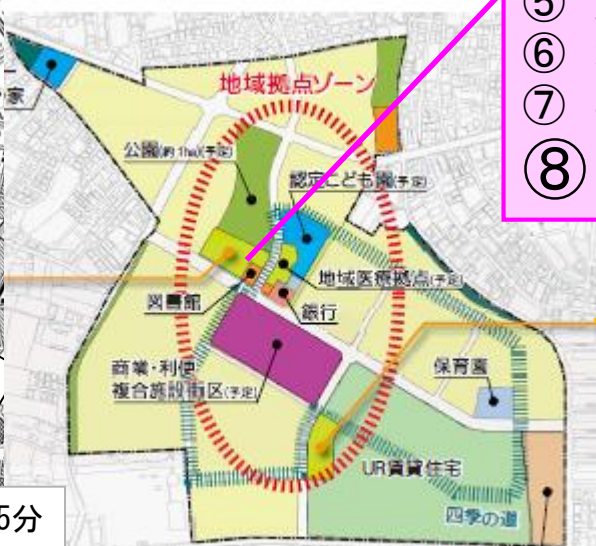 ⑤
⑥
⑦
⑧
家
地域拠点ゾーン
公園(約1ha)(予定)
認定こども園(予定)
地域医療拠点(予定)
図書館
銀行
商業・利便
複合施設街区(予定)
保育園
UR賃貸住宅
四季の道
5分